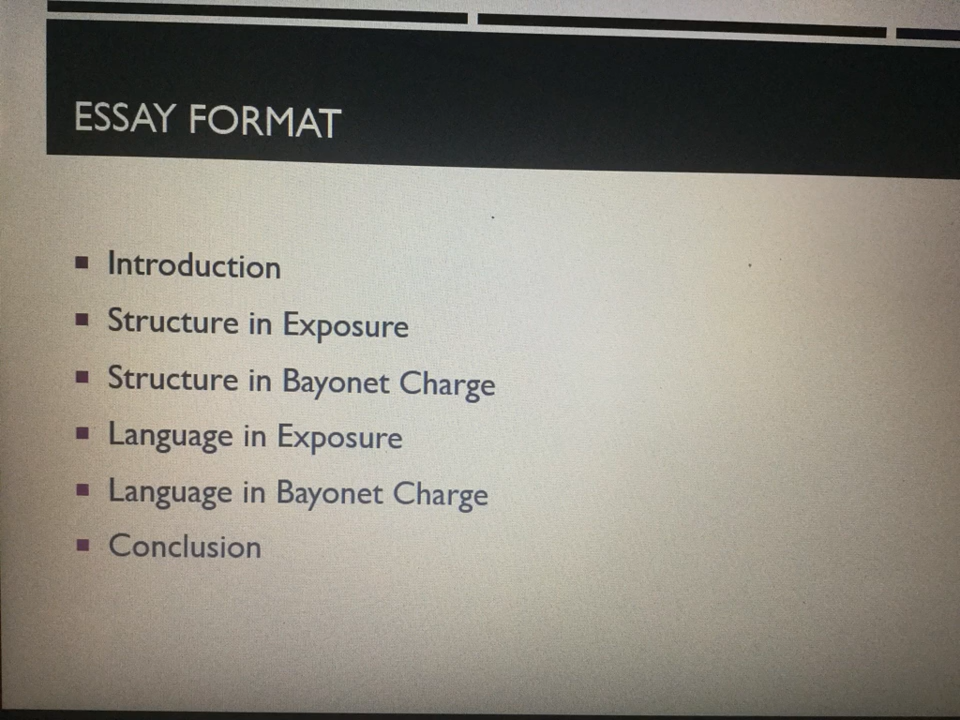 ESSAY FORMAT
Introduction
Structure in Exposure
Structure in Bayonet Charge
Language in Exposure
Language in Bayonet Charge
Conclusion